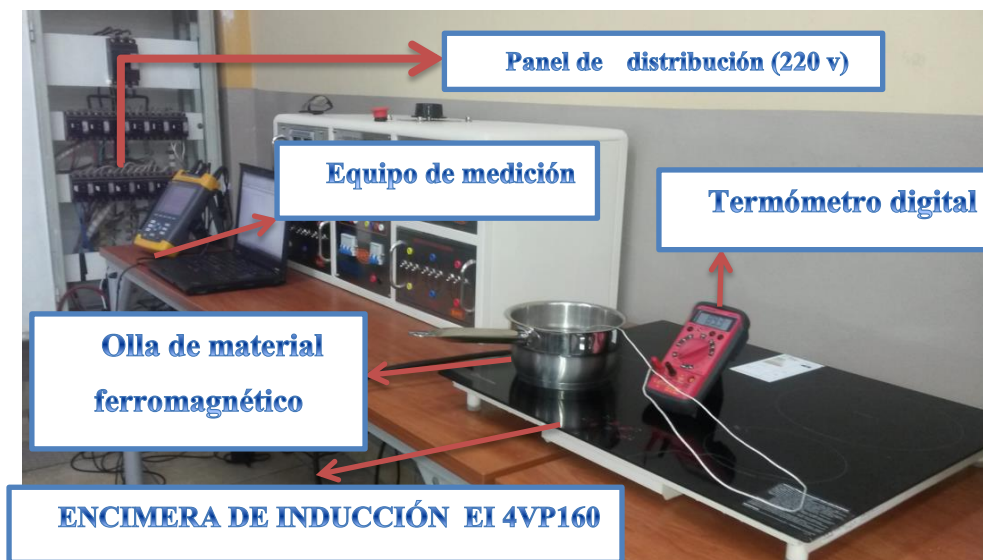 Panel de distribución (220 v)
Equipo de medición
Termómetro digital
Olla de material
ferromagnético
ENCIMERA DE INDUCCIÓN EI 4VP160